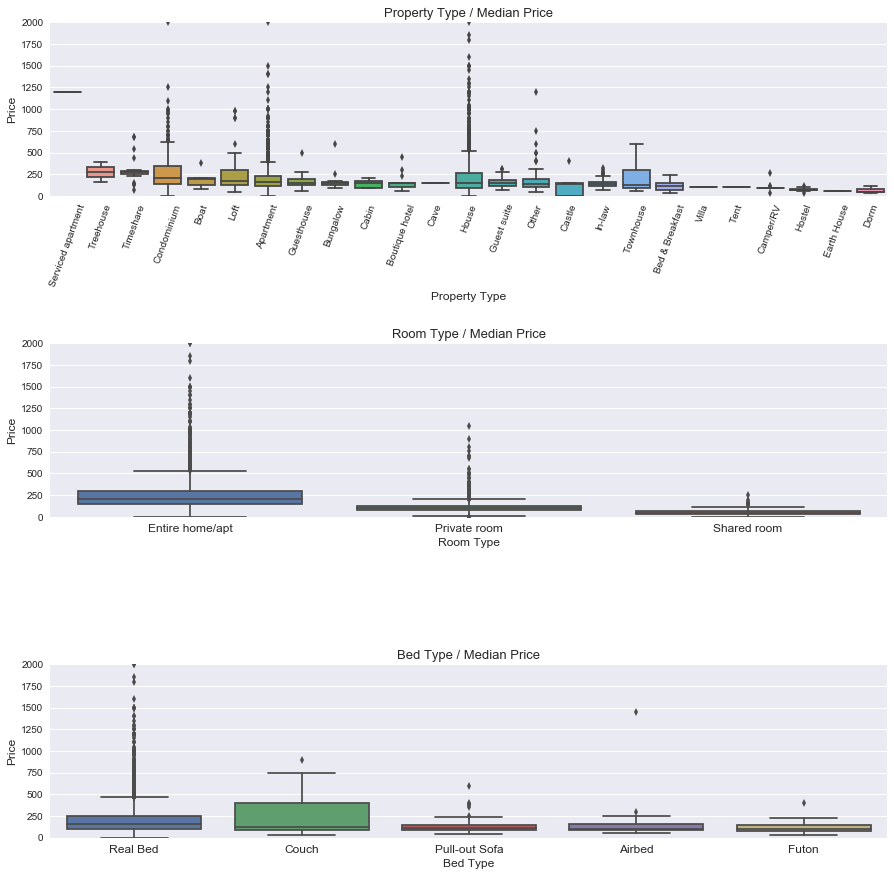 Property Type / Median Price
2000
1750
1500
1250
1000
750
500
250
0
Price
Serviced apartment
Treehouse
Timeshare
Condominium
Boat
Loft
Apartment
Guesthouse
Bungalow
Cabin
Boutique hotel
Cave
House
Guest suite
Other
Castle
In-law
Townhouse
Bed & Breakfast
Villa
Tent
Camper/RV
Hostel
Earth House
Dorm
Property Type
Room Type / Median Price
2000
1750
1500
1250
1000
750
500
250
0
Price
Entire home/apt
Private room
Shared room
Room Type
Bed Type / Median Price
2000
1750
1500
1250
1000
750
500
250
0
Price
Real Bed
Couch
Pull-out Sofa
Airbed
Futon
Bed Type